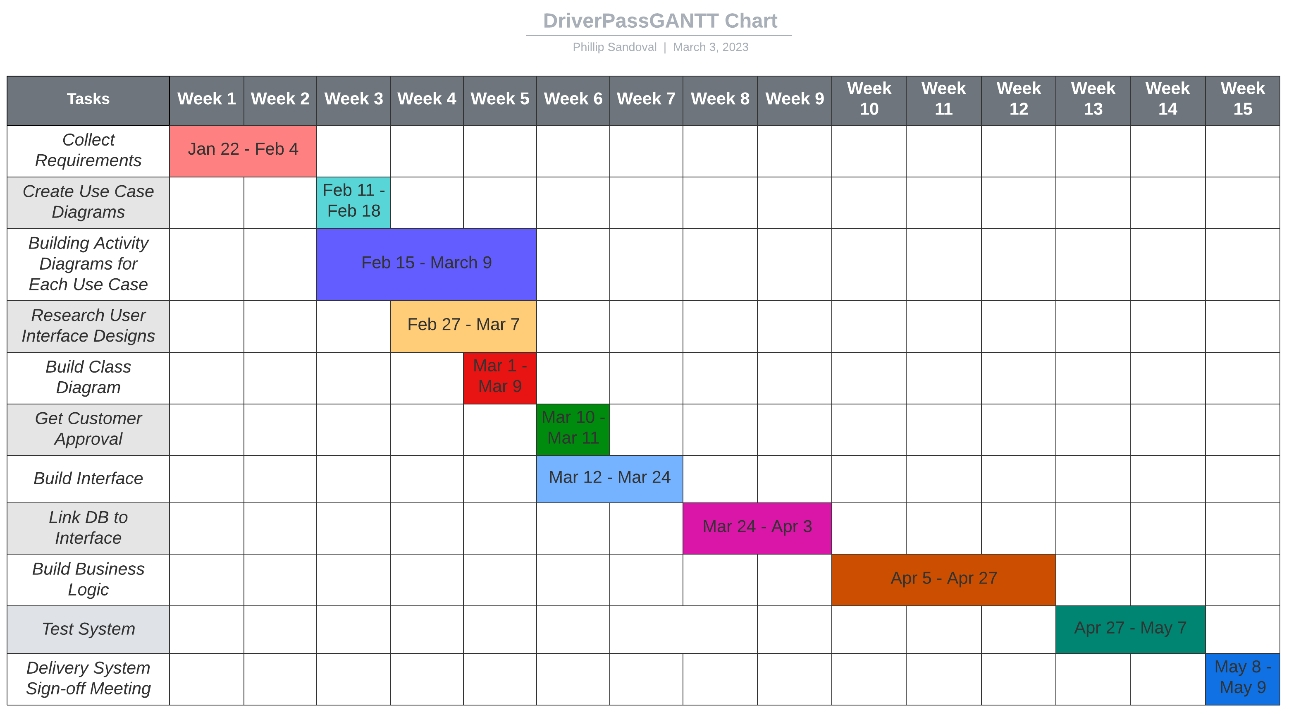 DriverPassGANTT Chart
Phillip Sandoval | March 3, 2023
Tasks
Week 1
Week 2
Week 3
Week 4
Week 5
Week 6
Week 7
Week 8
Week 9
Week
10
Week
11
Week
12
Week
13
Week
14
Week
15
Collect
Requirements
Jan 22 - Feb 4
Create Use Case
Diagrams
Feb 11 -
Feb 18
Building Activity
Diagrams for
Each Use Case
Feb 15 - March 9
Research User
Interface Designs
Feb 27 - Mar 7
Build Class
Diagram
Mar 1 -
Mar 9
Get Customer
Approval
Mar 10 -
Mar 11
Build Interface
Mar 12 - Mar 24
Link DB to
Interface
Mar 24 - Apr 3
Build Business
Logic
Apr 5 - Apr 27
Test System
Apr 27 - May 7
Delivery System
Sign-off Meeting
May 8 -
May 9